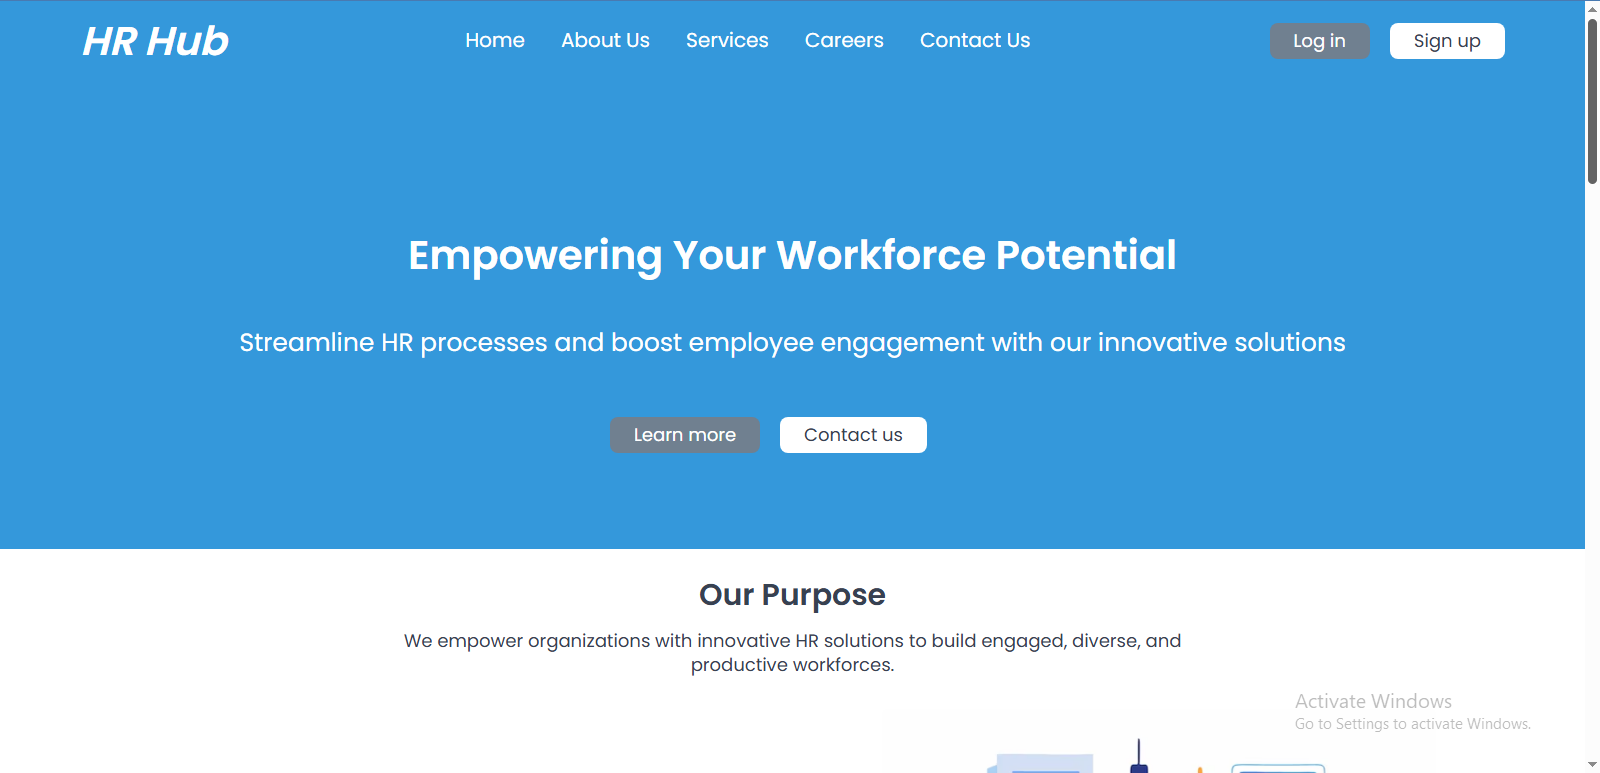 HR Hub
Home About Us Services Careers Contact Us
Log in Sign up
Empowering Your Workforce Potential
Streamline HR processes and boost employee engagement with our innovative solutions
Learn more Contact us
Our Purpose
We empower organizations with innovative HR solutions to build engaged, diverse, and
productive workforces.
Activate Windows
Go to Settings to activate Windows.